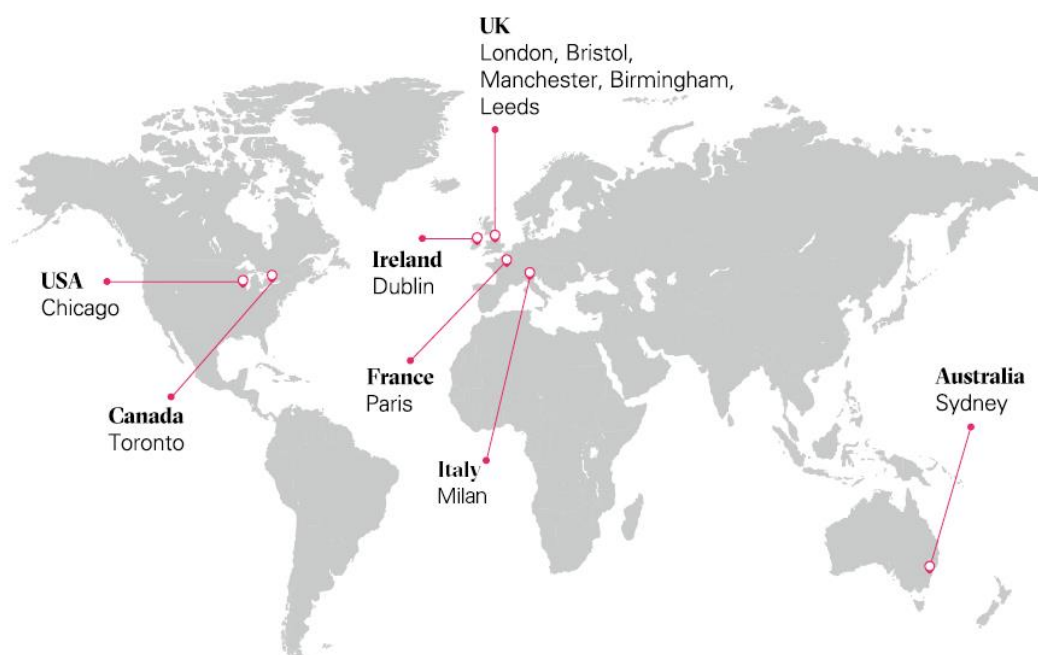 UK
London, Bristol,
Manchester, Birmingham,
Leeds
Ireland
Dublin
USA
Chicago
France
Paris
Australia
Sydney
Canada
Toronto
Italy
Milan